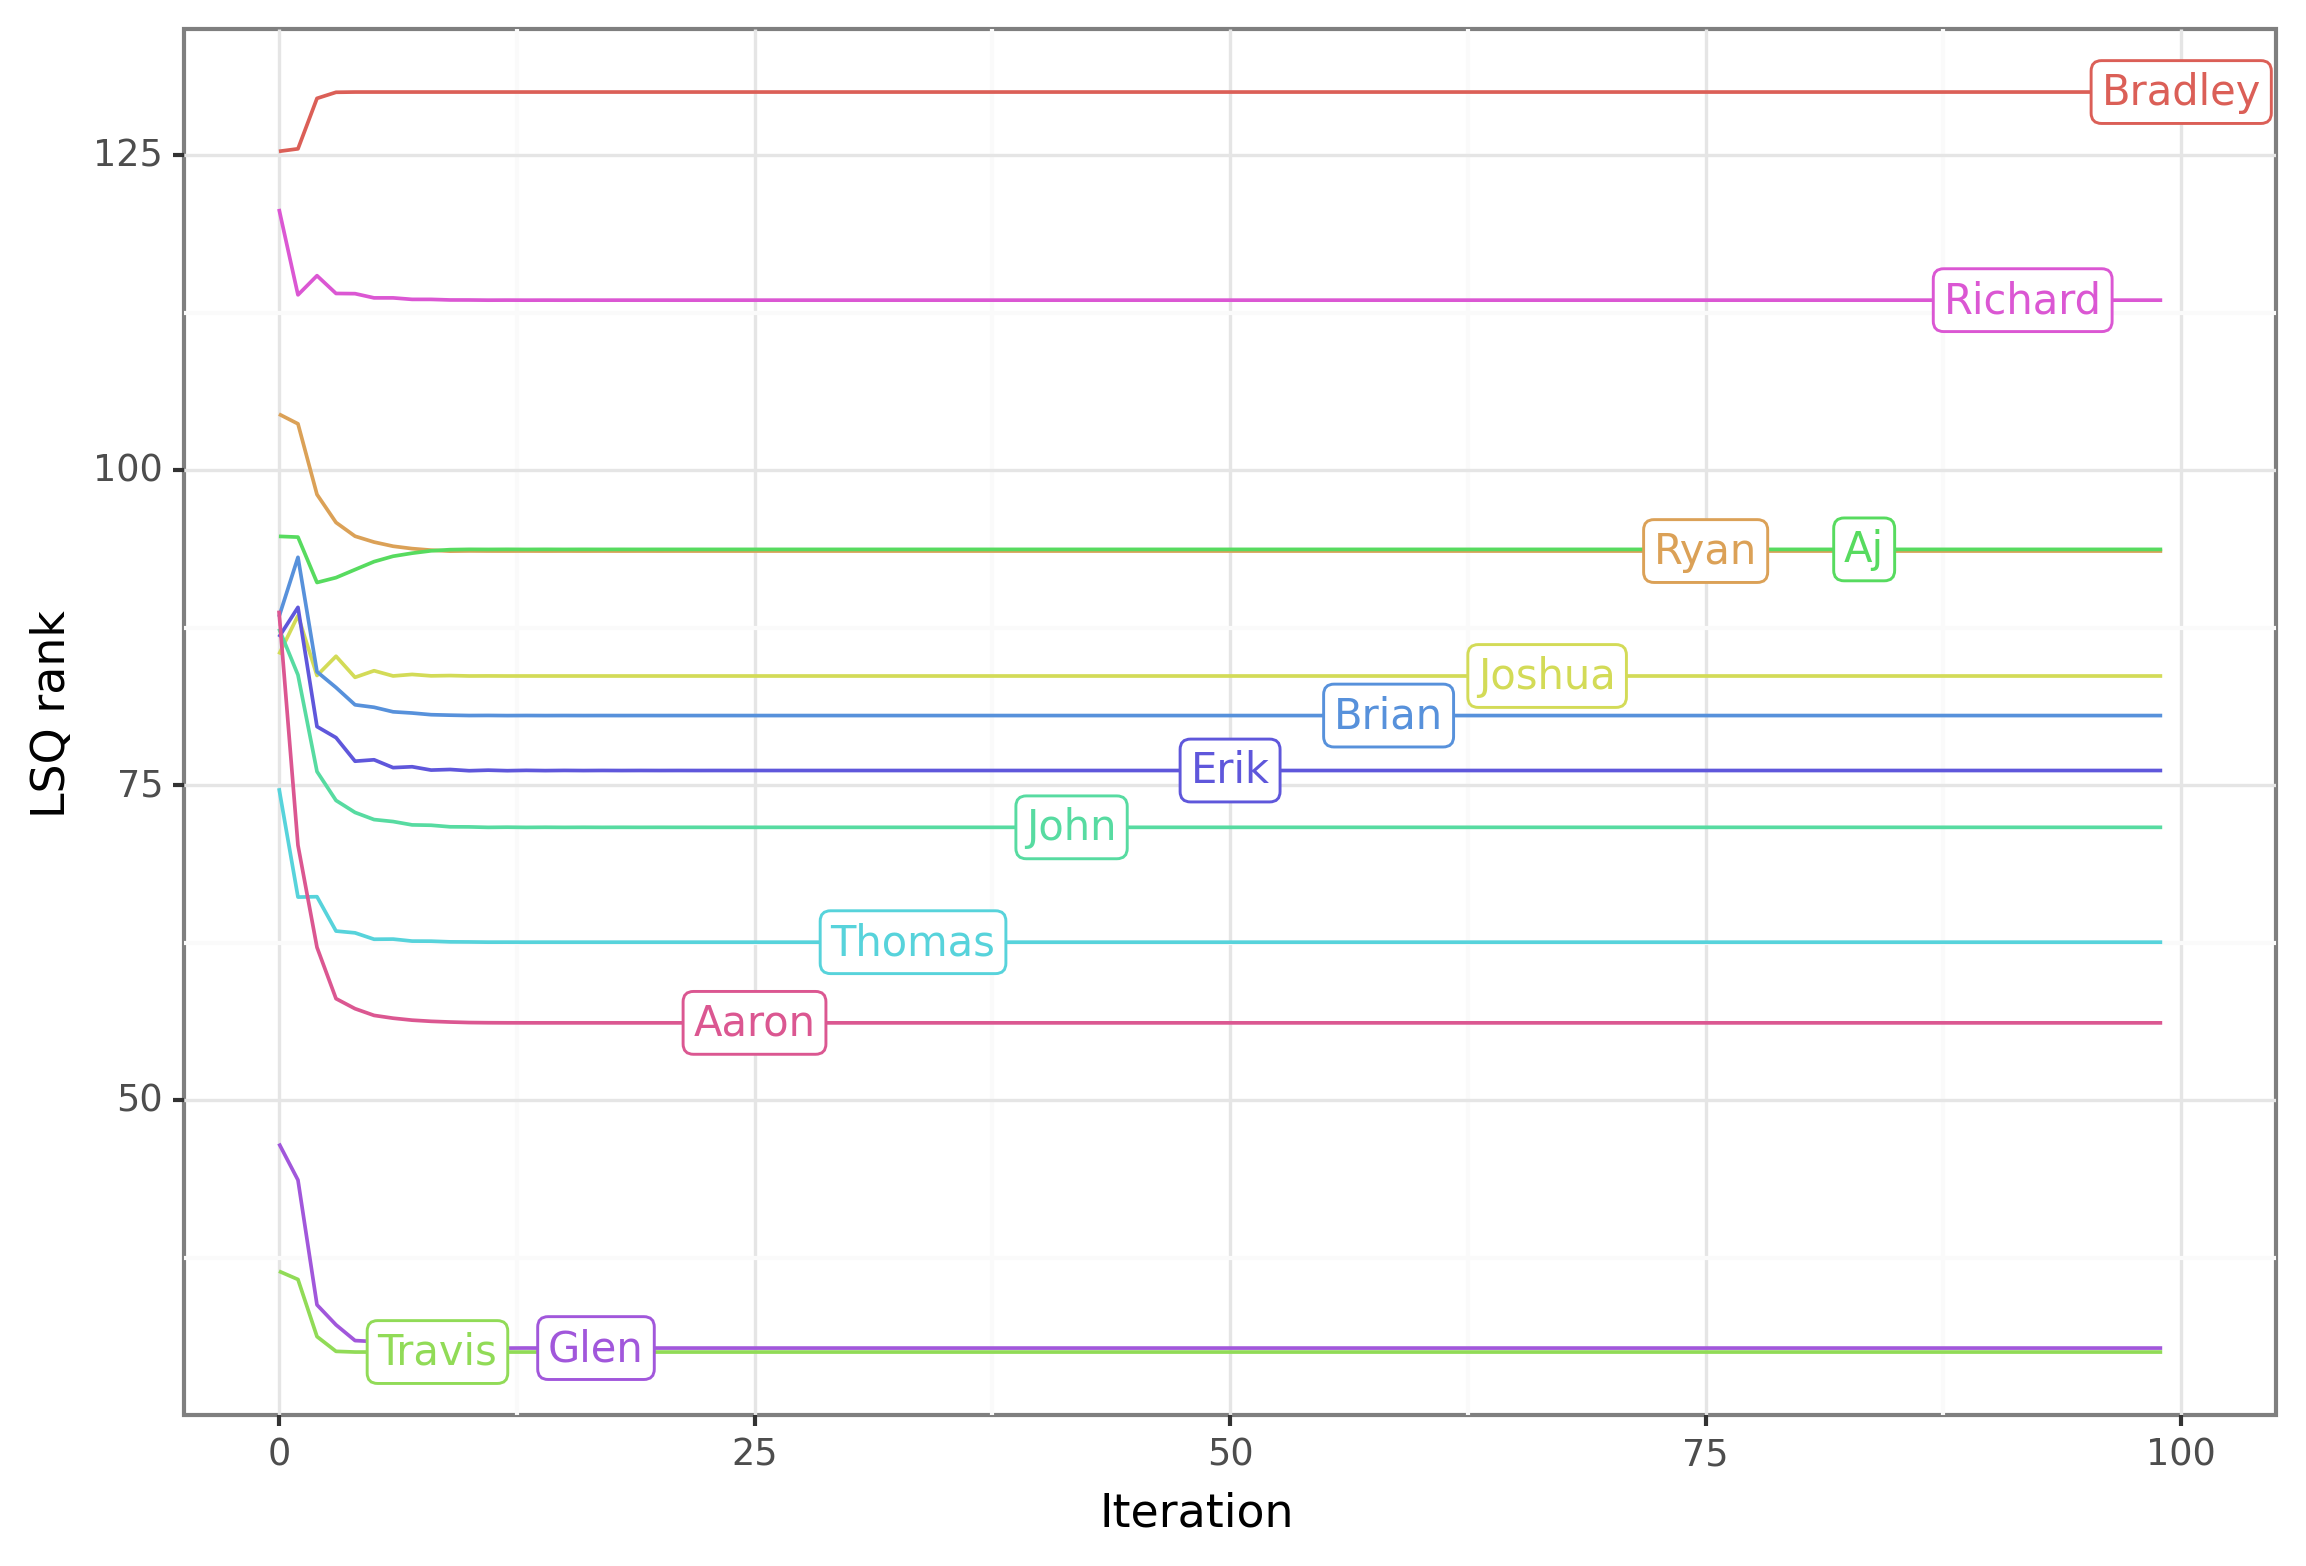 Bradley
125
Richard
100
Ryan
Aj
Joshua
Brian
Erik
75
John
Thomas
Aaron
50
Travis
Glen
0
25
50
75
100
Iteration
LSQ rank